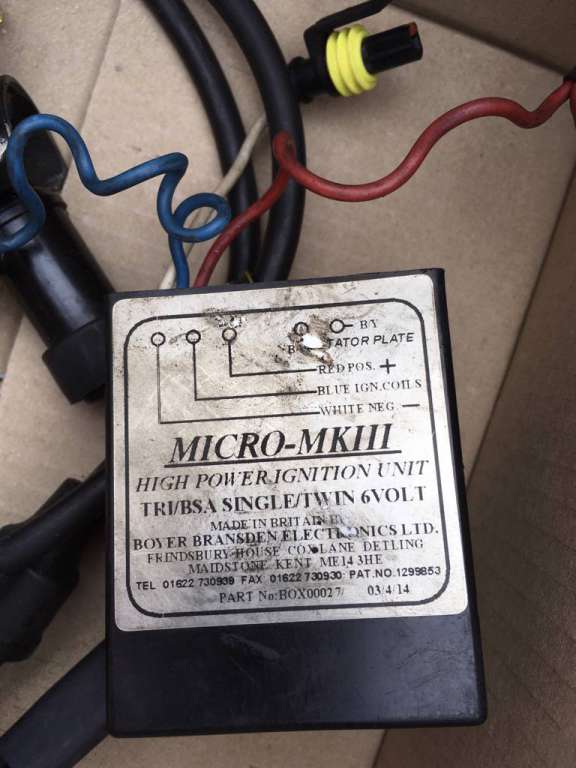 BY
TATOR PLATE
RED POS. +
BLUE IGN.COILS
WHITE NEG. —
MICRO-MKIII
HIGH POWER IGNITION UNIT
TRI/BSA SINGLE/TWIN 6VOLT
MADE IN BRITAIN BY
BOYER BRANSDEN ELECTRONICS LTD.
FRINDSBURY HOUSE COX LANE DETLING
MAIDSTONE KENT ME14 3HE
TEL 01622 730939 FAX 01622 730930 PAT.NO.1299853
PART No:BOX00027/ 03/4/14